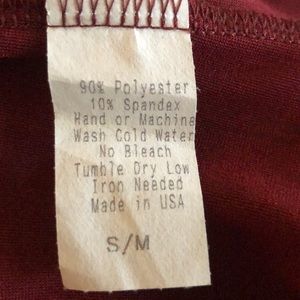 90% Polyester
10% Spandex
Hand or Machine
Wash Cold Water
No Bleach
Tumble Dry Low
Iron Needed
Made in USA
S/M